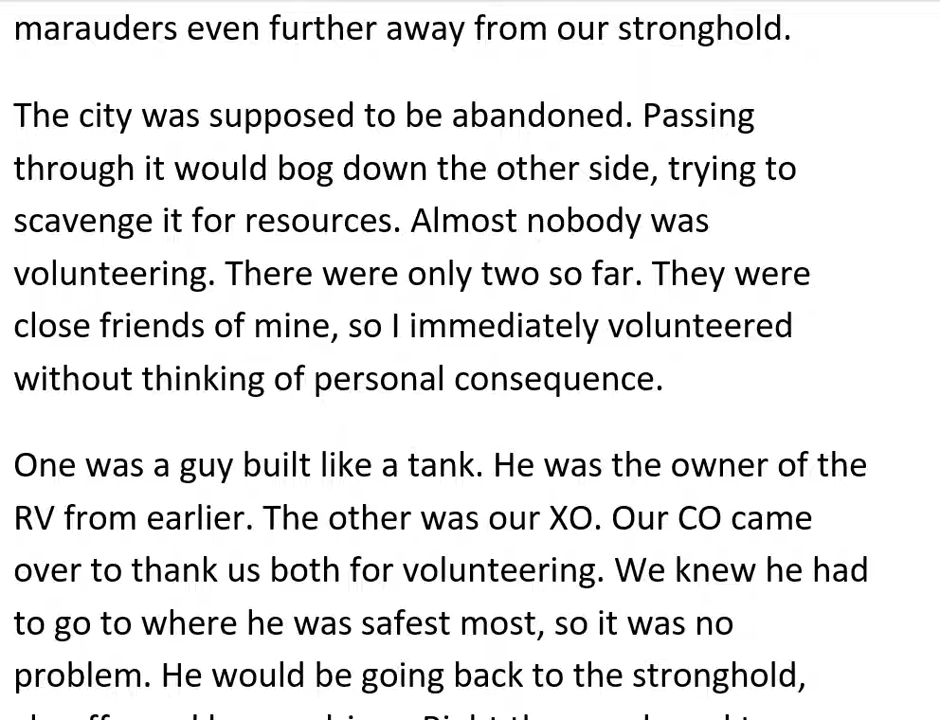 marauders even further away from our stronghold.
The city was supposed to be abandoned. Passing
through it would bog down the other side, trying to
scavenge it for resources. Almost nobody was
volunteering. There were only two so far. They were
close friends of mine, so I immediately volunteered
without thinking of personal consequence.
One was a guy built like a tank. He was the owner of the
RV from earlier. The other was our XO. Our CO came
over to thank us both for volunteering. We knew he had
to go to where he was safest most, so it was no
problem. He would be going back to the stronghold,